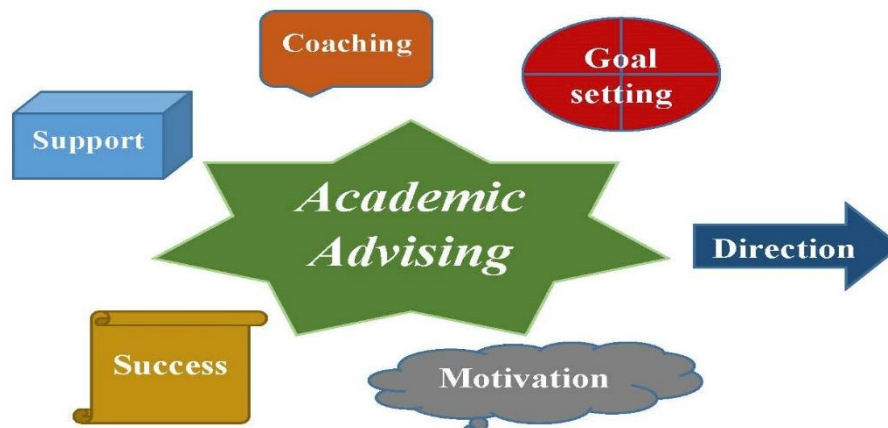 Coaching
Goal
setting
Support
Academic
Advising
Direction
Success
Motivation